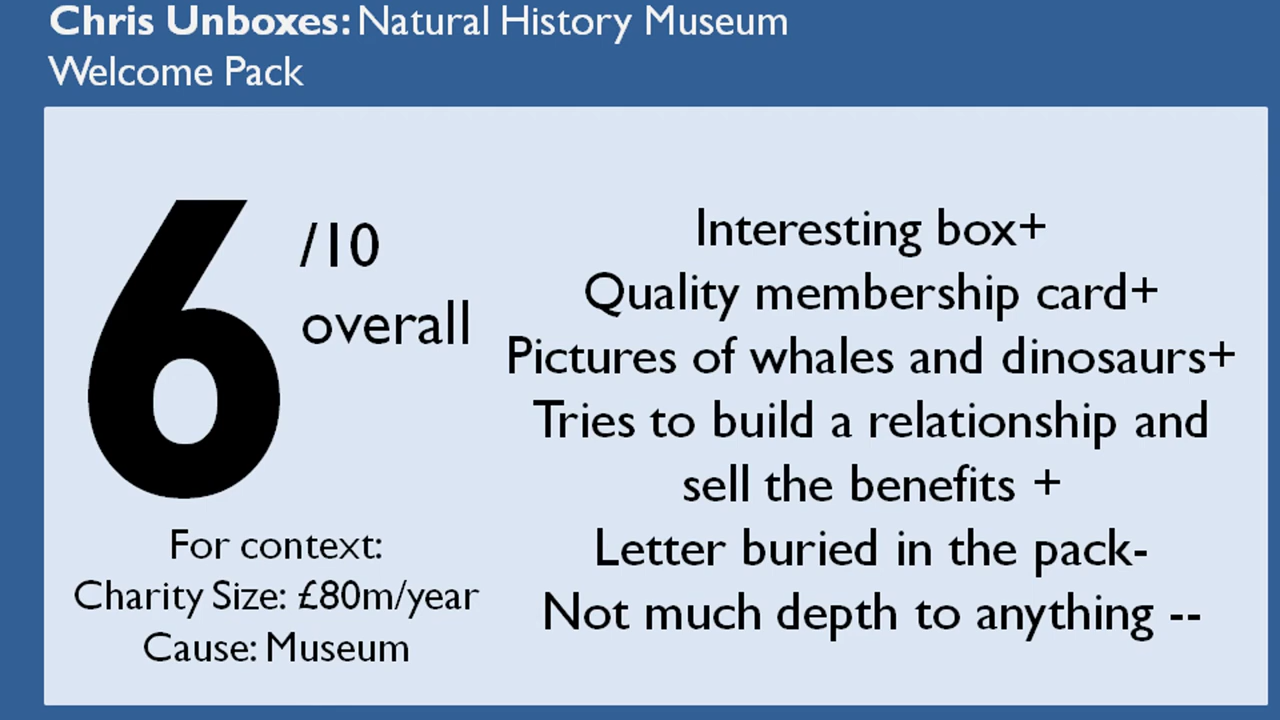 Chris Unboxes: Natural History Museum
Welcome Pack
6
/10
overall
For context:
Charity Size: £80m/year
Cause: Museum
Interesting box+
Quality membership card+
Pictures of whales and dinosaurs+
Tries to build a relationship and
sell the benefits +
Letter buried in the pack-
Not much depth to anything --